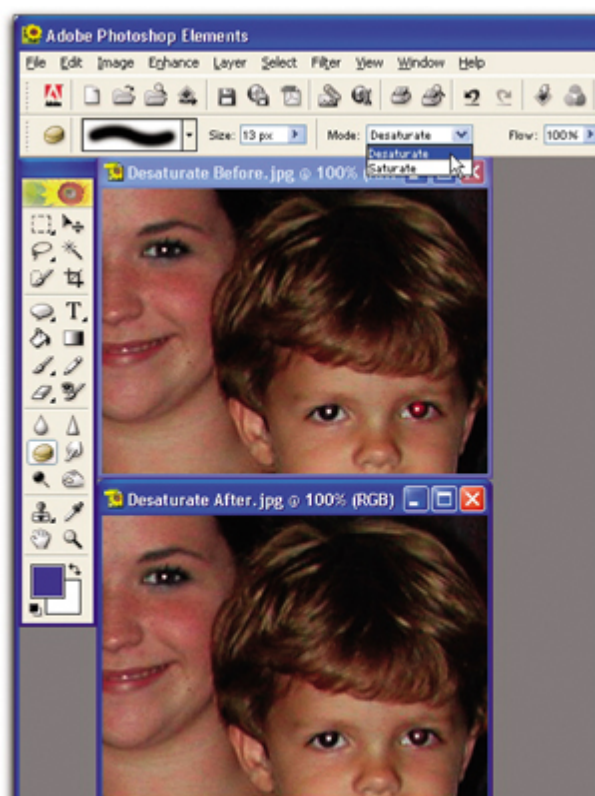 Adobe Photoshop Elements
File Edit Image Enhance Layer Select Filter View Window Help
Size: 13 px Mode: Desaturate Flow: 100%
Desaturate
Saturate
Desaturate Before.jpg @ 100%
T
Desaturate After.jpg @ 100% (RGB)